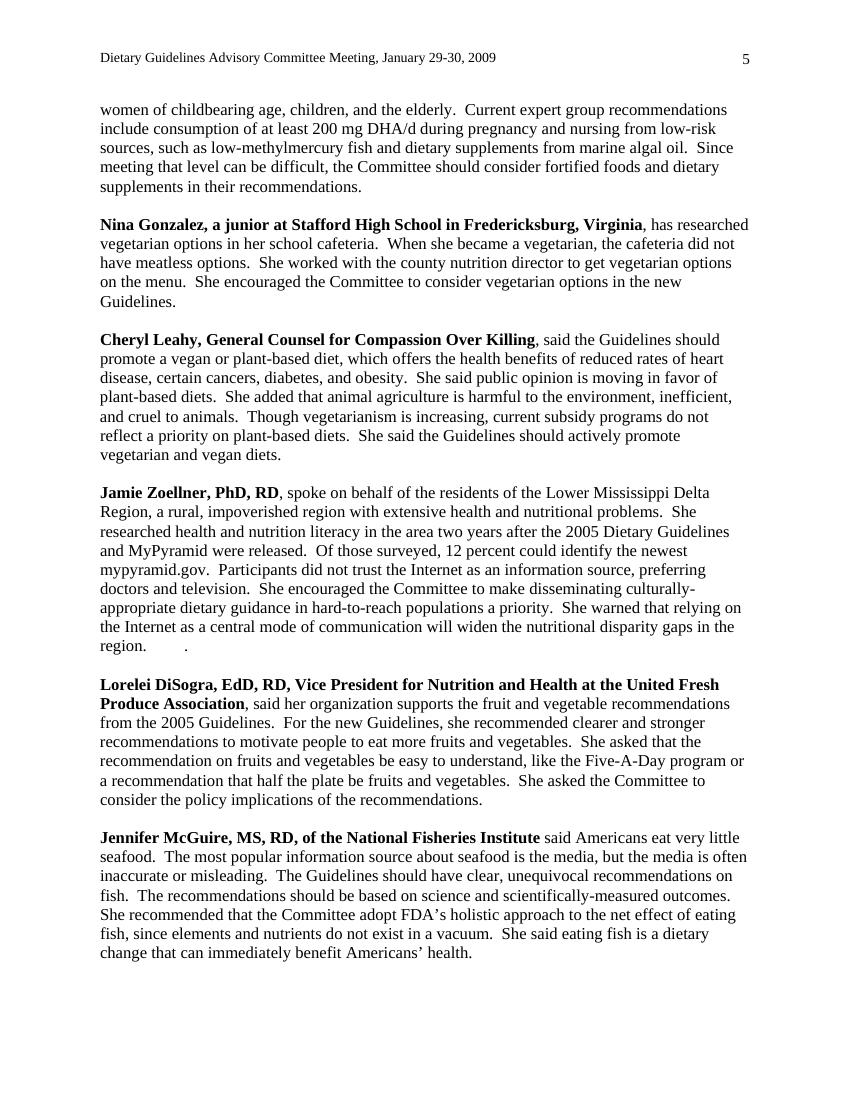 Dietary Guidelines Advisory Committee Meeting, January 29-30, 2009 5
women of childbearing age, children, and the elderly.  Current expert group recommendations
include consumption of at least 200 mg DHA/d during pregnancy and nursing from low-risk
sources, such as low-methylmercury fish and dietary supplements from marine algal oil.  Since
meeting that level can be difficult, the Committee should consider fortified foods and dietary
supplements in their recommendations.
Nina Gonzalez, a junior at Stafford High School in Fredericksburg, Virginia, has researched
vegetarian options in her school cafeteria.  When she became a vegetarian, the cafeteria did not
have meatless options.  She worked with the county nutrition director to get vegetarian options
on the menu.  She encouraged the Committee to consider vegetarian options in the new
Guidelines.
Cheryl Leahy, General Counsel for Compassion Over Killing, said the Guidelines should
promote a vegan or plant-based diet, which offers the health benefits of reduced rates of heart
disease, certain cancers, diabetes, and obesity.  She said public opinion is moving in favor of
plant-based diets.  She added that animal agriculture is harmful to the environment, inefficient,
and cruel to animals.  Though vegetarianism is increasing, current subsidy programs do not
reflect a priority on plant-based diets.  She said the Guidelines should actively promote
vegetarian and vegan diets.
Jamie Zoellner, PhD, RD, spoke on behalf of the residents of the Lower Mississippi Delta
Region, a rural, impoverished region with extensive health and nutritional problems.  She
researched health and nutrition literacy in the area two years after the 2005 Dietary Guidelines
and MyPyramid were released.  Of those surveyed, 12 percent could identify the newest
mypyramid.gov.  Participants did not trust the Internet as an information source, preferring
doctors and television.  She encouraged the Committee to make disseminating culturally-
appropriate dietary guidance in hard-to-reach populations a priority.  She warned that relying on
the Internet as a central mode of communication will widen the nutritional disparity gaps in the
region.         .
Lorelei DiSogra, EdD, RD, Vice President for Nutrition and Health at the United Fresh
Produce Association, said her organization supports the fruit and vegetable recommendations
from the 2005 Guidelines.  For the new Guidelines, she recommended clearer and stronger
recommendations to motivate people to eat more fruits and vegetables.  She asked that the
recommendation on fruits and vegetables be easy to understand, like the Five-A-Day program or
a recommendation that half the plate be fruits and vegetables.  She asked the Committee to
consider the policy implications of the recommendations.
Jennifer McGuire, MS, RD, of the National Fisheries Institute said Americans eat very little
seafood.  The most popular information source about seafood is the media, but the media is often
inaccurate or misleading.  The Guidelines should have clear, unequivocal recommendations on
fish.  The recommendations should be based on science and scientifically-measured outcomes.
She recommended that the Committee adopt FDA’s holistic approach to the net effect of eating
fish, since elements and nutrients do not exist in a vacuum.  She said eating fish is a dietary
change that can immediately benefit Americans’ health.